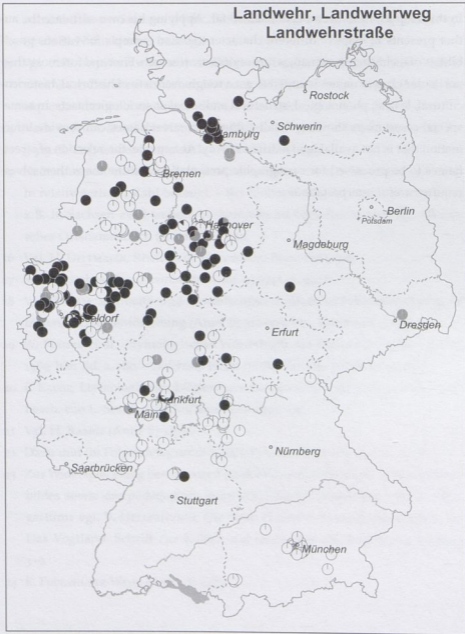 Landwehr, Landwehrweg
Landwehrstraße
Rostock
Schwerin
Hamburg
Bremen
Berlin
Potsdam
Hannover
Magdeburg
Erfurt
Dresden
Frankfurt
Mainz
Nürnberg
Saarbrücken
Stuttgart
München